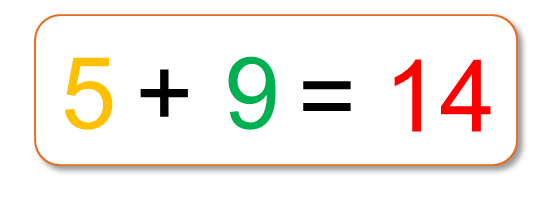 5 + 9 = 14